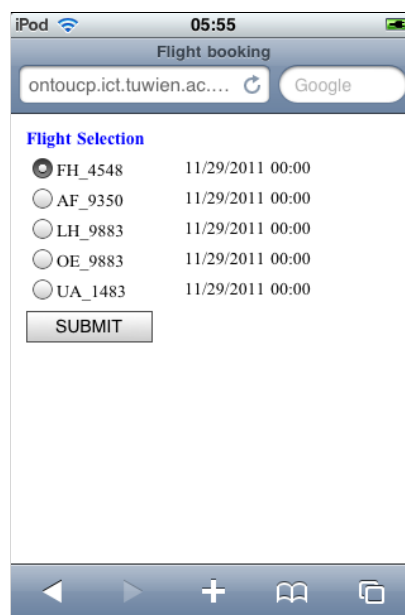 iPod 05:55
Flight booking
ontoucp.ict.tuwien.ac.... Google
Flight Selection
FH_4548 11/29/2011 00:00
AF_9350 11/29/2011 00:00
LH_9883 11/29/2011 00:00
OE_9883 11/29/2011 00:00
UA_1483 11/29/2011 00:00
SUBMIT